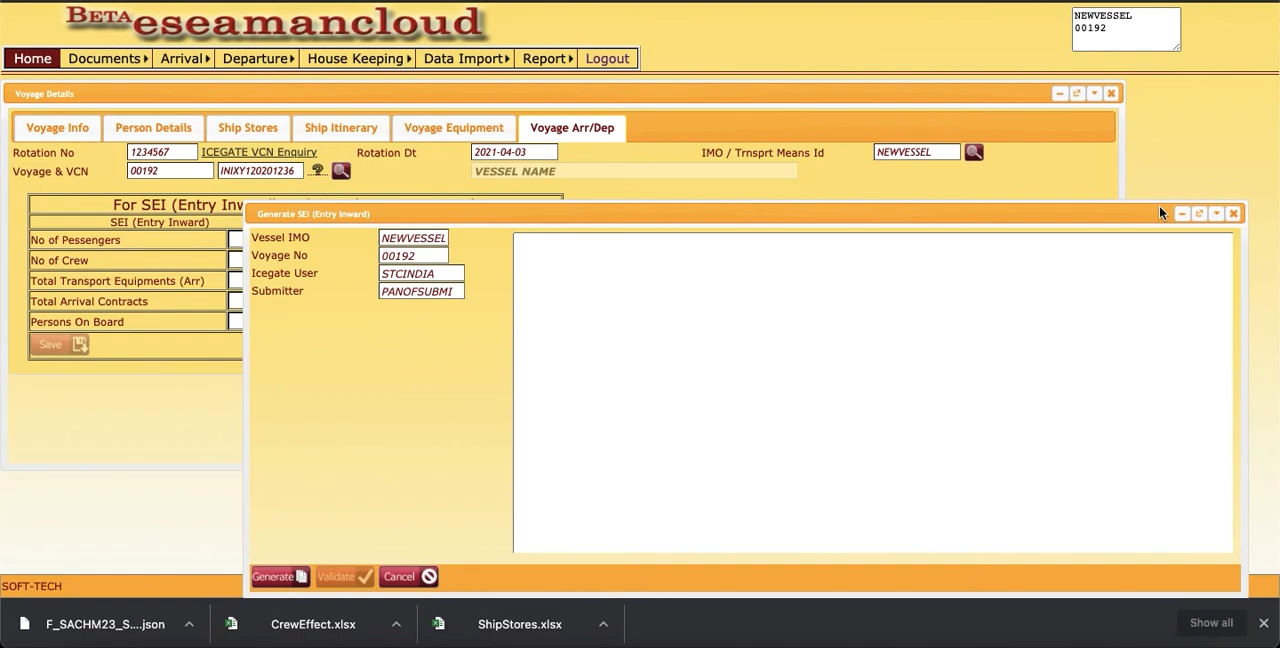 BETA eseamancloud
NEWVESSEL
00192
Home Documents Arrival Departure House Keeping Data Import Report Logout
Voyage Details
Voyage Info Person Details Ship Stores Ship Itinerary Voyage Equipment Voyage Arr/Dep
Rotation No 1234567 ICEGATE VCN Enquiry Rotation Dt 2021-04-03 IMO / Trnsprt Means Id NEWVESSEL
Voyage & VCN 00192 INIXY120201236 ? VESSEL NAME
For SEI (Entry Inw
SEI (Entry Inward)
No of Pessengers
No of Crew
Total Transport Equipments (Arr)
Total Arrival Contracts
Persons On Board
Save
Generate SEI (Entry Inward)
Vessel IMO NEWVESSEL
Voyage No 00192
Icegate User STCINDIA
Submitter PANOFSUBMI
Generate Validate Cancel
SOFT-TECH
F_SACHM23_S....json CrewEffect.xlsx ShipStores.xlsx Show all